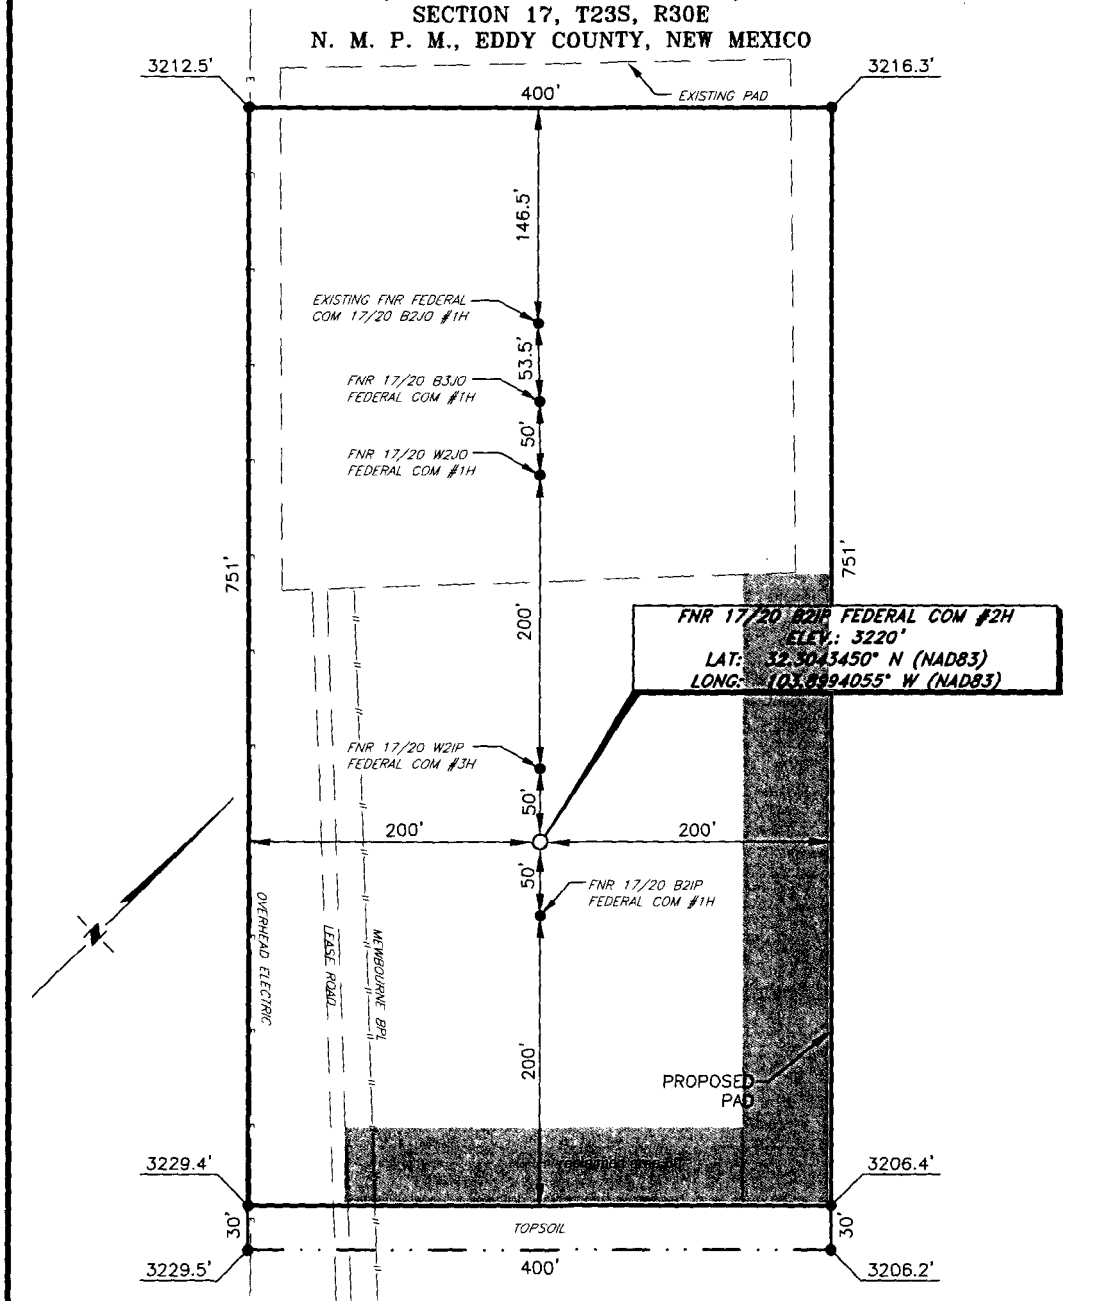 SECTION 17, T23S, R30E
N. M. P. M., EDDY COUNTY, NEW MEXICO
3212.5'
3216.3'
400'
EXISTING PAD
146.5'
EXISTING FNR FEDERAL
COM 17/20 B2JO #1H
53.5'
FNR 17/20 B3JO
FEDERAL COM #1H
50'
FNR 17/20 W2JO
FEDERAL COM #1H
751'
751'
200'
FNR 17/20 B2IP FEDERAL COM #2H
ELEV.: 3220'
LAT: 32.3043450° N (NAD83)
LONG: 103.8994055° W (NAD83)
FNR 17/20 W2IP
FEDERAL COM #3H
50'
200'
200'
50'
FNR 17/20 B2IP
FEDERAL COM #1H
OVERHEAD ELECTRIC
LEASE ROAD
MEWBOURNE BPL
200'
PROPOSED
PAD
3229.4'
3206.4'
30'
TOPSOIL
30'
3229.5'
400'
3206.2'